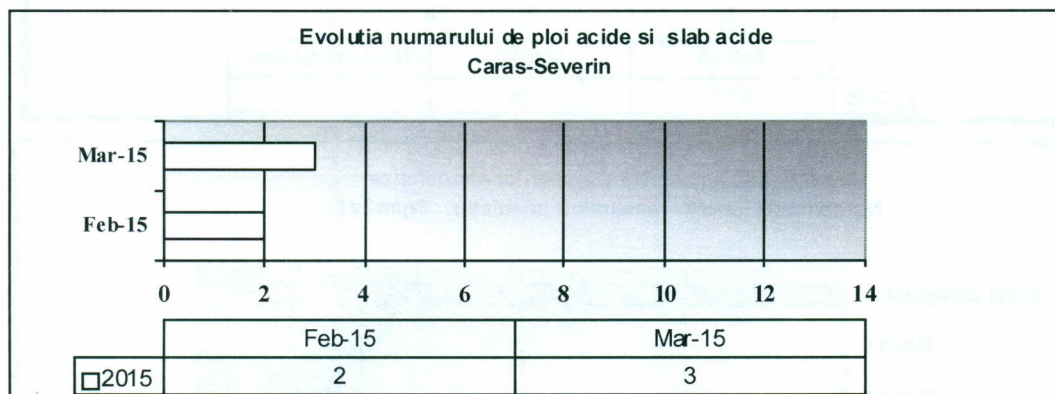 Evolutia numarului de ploi acide si slab acide
Caras-Severin
Mar-15
Feb-15
0 2 4 6 8 10 12 14
Feb-15 Mar-15
2015 2 3